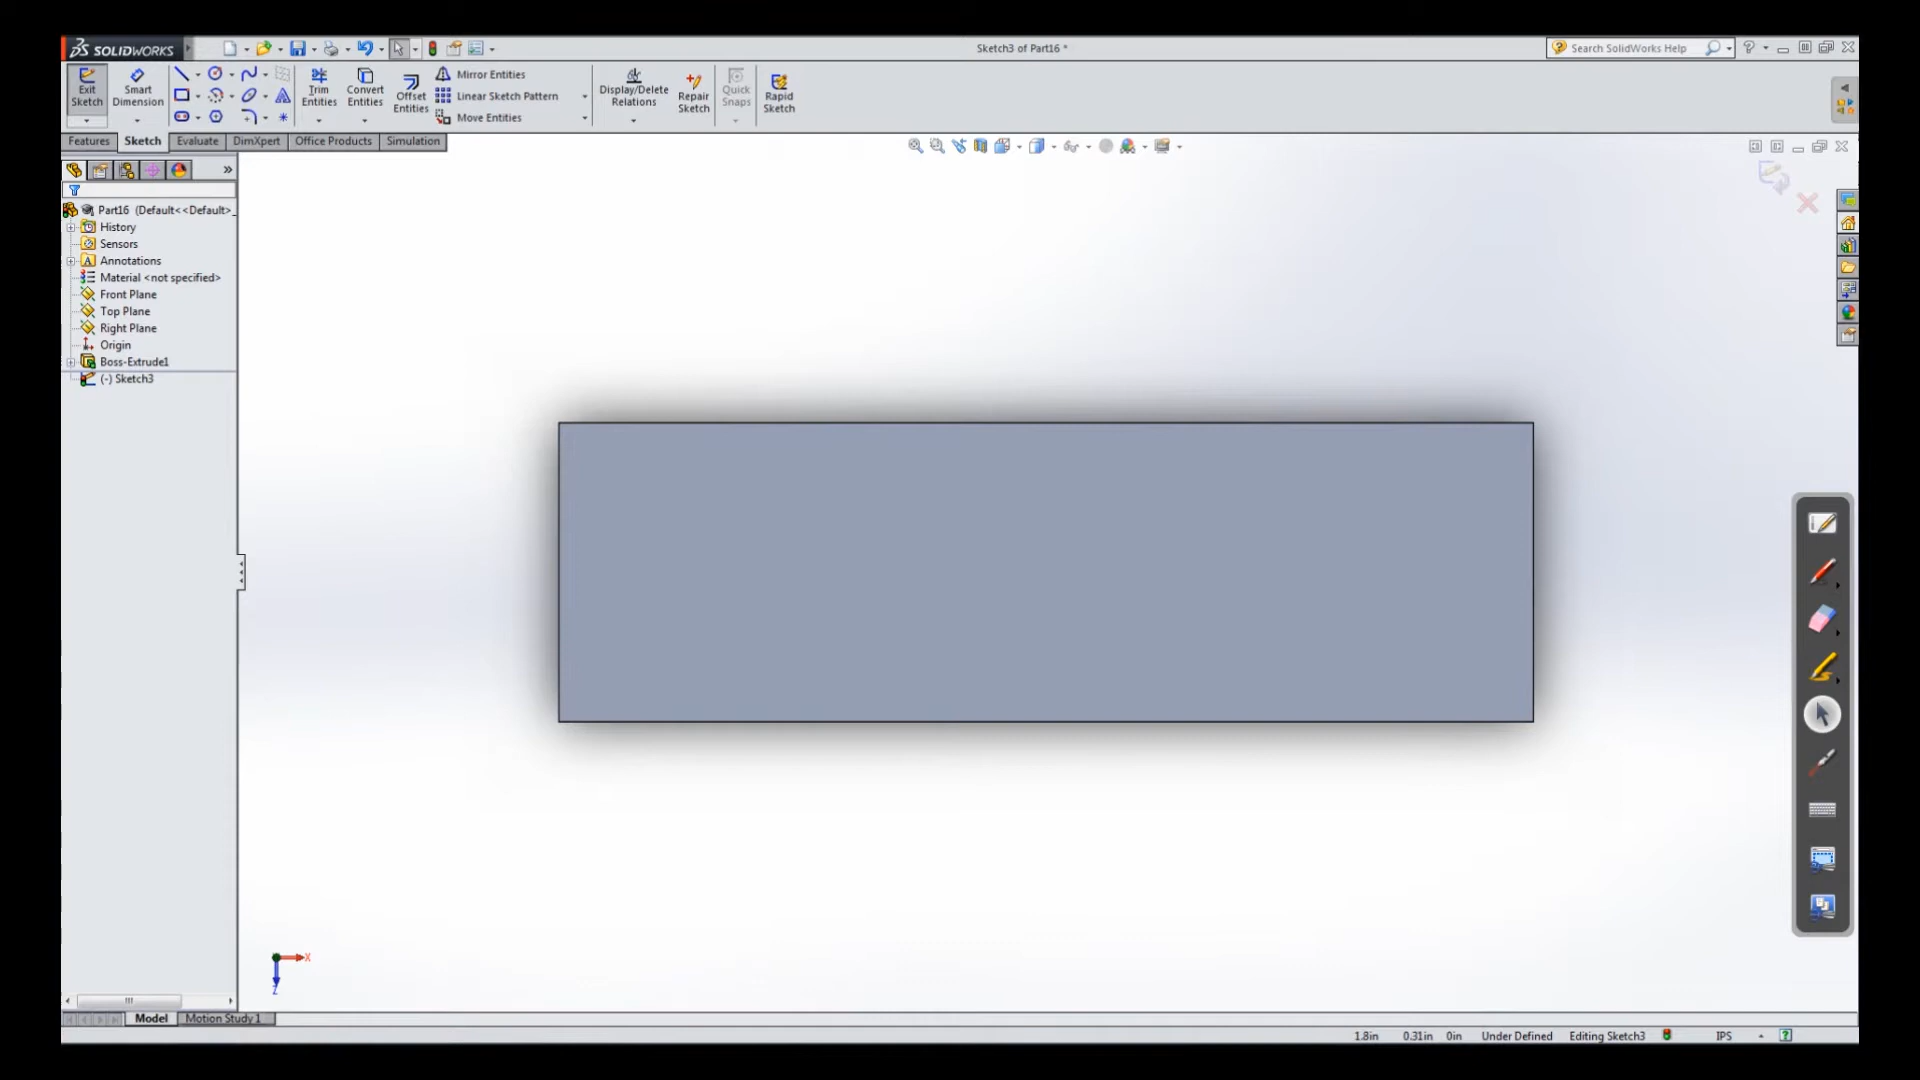 SOLIDWORKS
Sketch3 of Part16 *
Search SolidWorks Help
Exit Sketch
Smart Dimension
Trim Entities
Convert Entities
Offset Entities
Mirror Entities
Linear Sketch Pattern
Move Entities
Display/Delete Relations
Repair Sketch
Quick Snaps
Rapid Sketch
Features Sketch Evaluate DimXpert Office Products Simulation
Part16 (Default<<Default>_
History
Sensors
Annotations
Material <not specified>
Front Plane
Top Plane
Right Plane
Origin
Boss-Extrude1
(-) Sketch3
X
Z
Model Motion Study 1
1.8in 0.31in 0in Under Defined Editing Sketch3 IPS